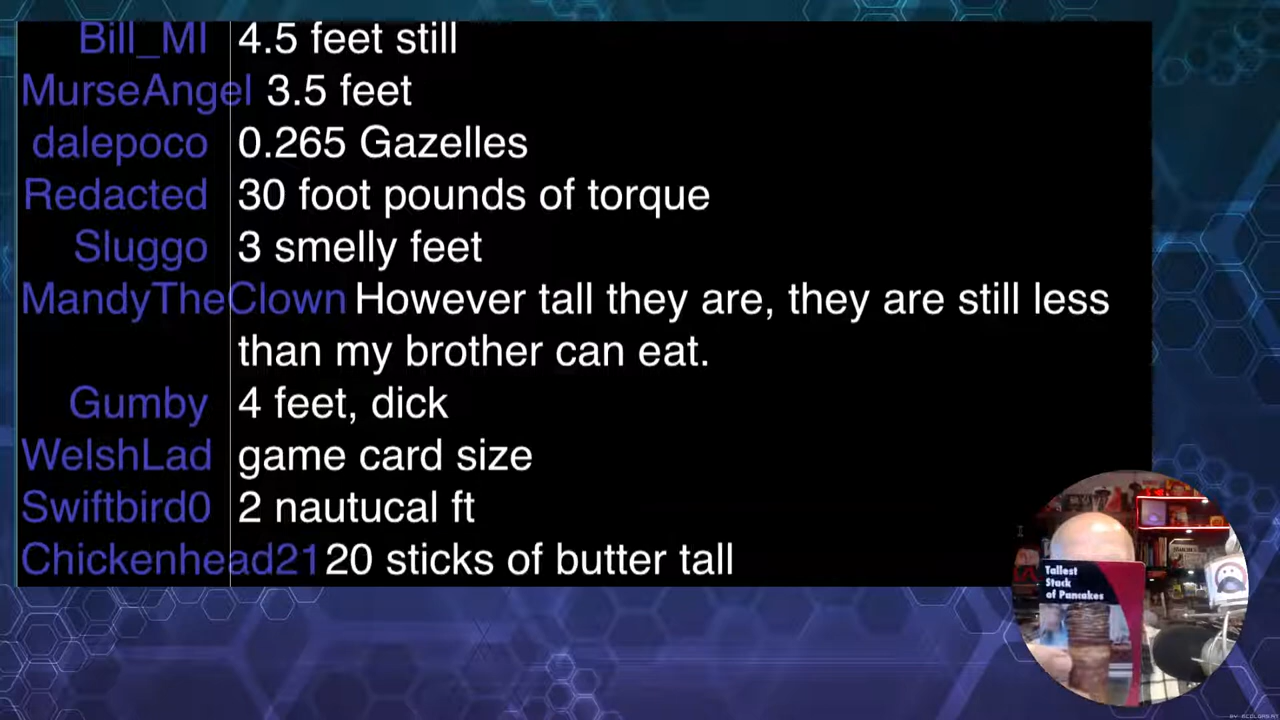 Bill_MI 4.5 feet still
MurseAngel 3.5 feet
dalepoco 0.265 Gazelles
Redacted 30 foot pounds of torque
Sluggo 3 smelly feet
MandyTheClown However tall they are, they are still less
than my brother can eat.
Gumby 4 feet, dick
WelshLad game card size
Swiftbird0 2 nautucal ft
Chickenhead21 20 sticks of butter tall
Tallest
Stack
of Pancakes